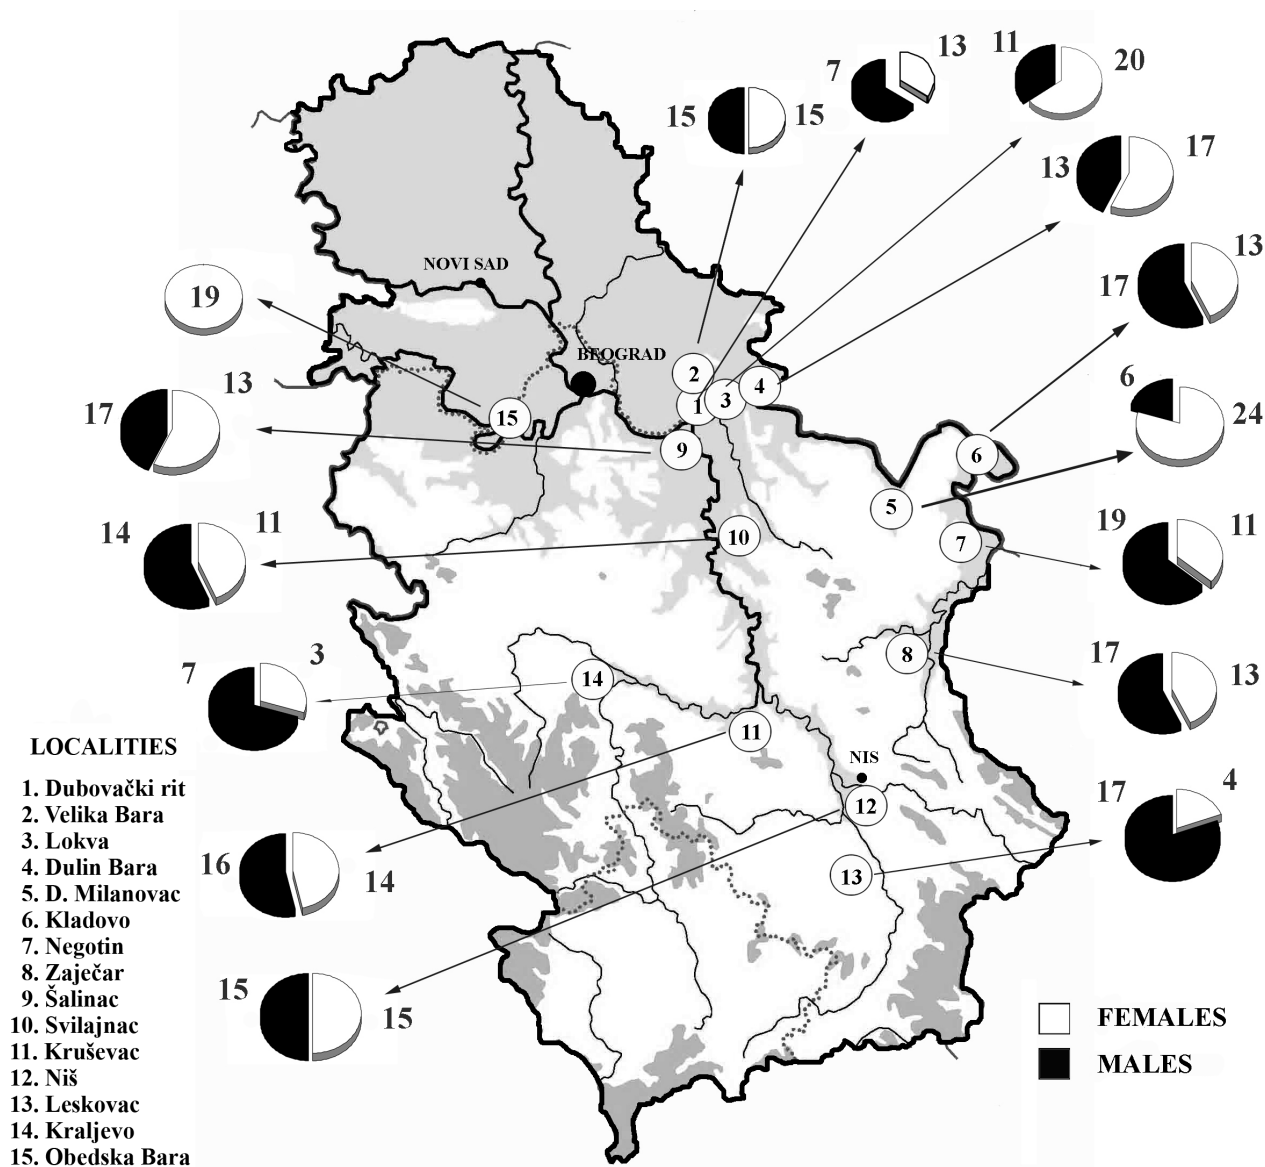 13
11
20
7
15
15
13
17
NOVI SAD
13
17
19
BEOGRAD
2
4
1
3
6
24
13
17
15
9
6
5
19
11
14
11
10
7
17
13
8
7
3
14
11
LOCALITIES
NIS
1. Dubovački rit
2. Velika Bara
3. Lokva
4. Dulin Bara
5. D. Milanovac
6. Kladovo
7. Negotin
8. Zaječar
9. Šalinac
10. Svilajnac
11. Kruševac
12. Niš
13. Leskovac
14. Kraljevo
15. Obedska Bara
12
17
4
16
14
13
15
15
FEMALES
MALES